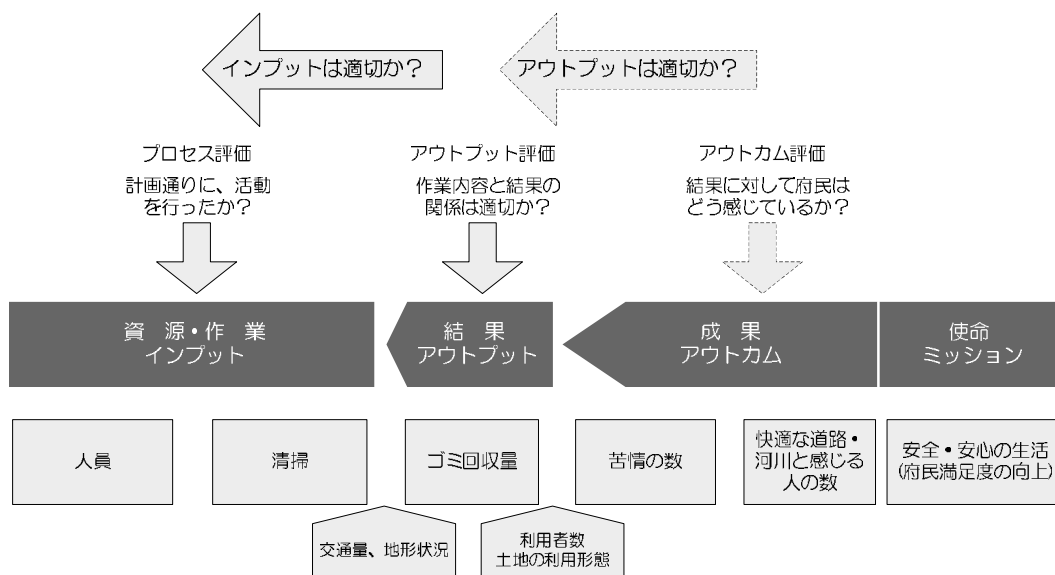 インプットは適切か？
アウトプットは適切か？
プロセス評価
計画通りに、活動
を行ったか？
アウトプット評価
作業内容と結果の
関係は適切か？
アウトカム評価
結果に対して府民は
どう感じているか？
資 源・作 業
インプット
結 果
アウトプット
成 果
アウトカム
使命
ミッション
人員
清掃
ゴミ回収量
苦情の数
快適な道路・
河川と感じる
人の数
安全・安心の生活
(府民満足度の向上)
交通量、地形状況
利用者数
土地の利用形態